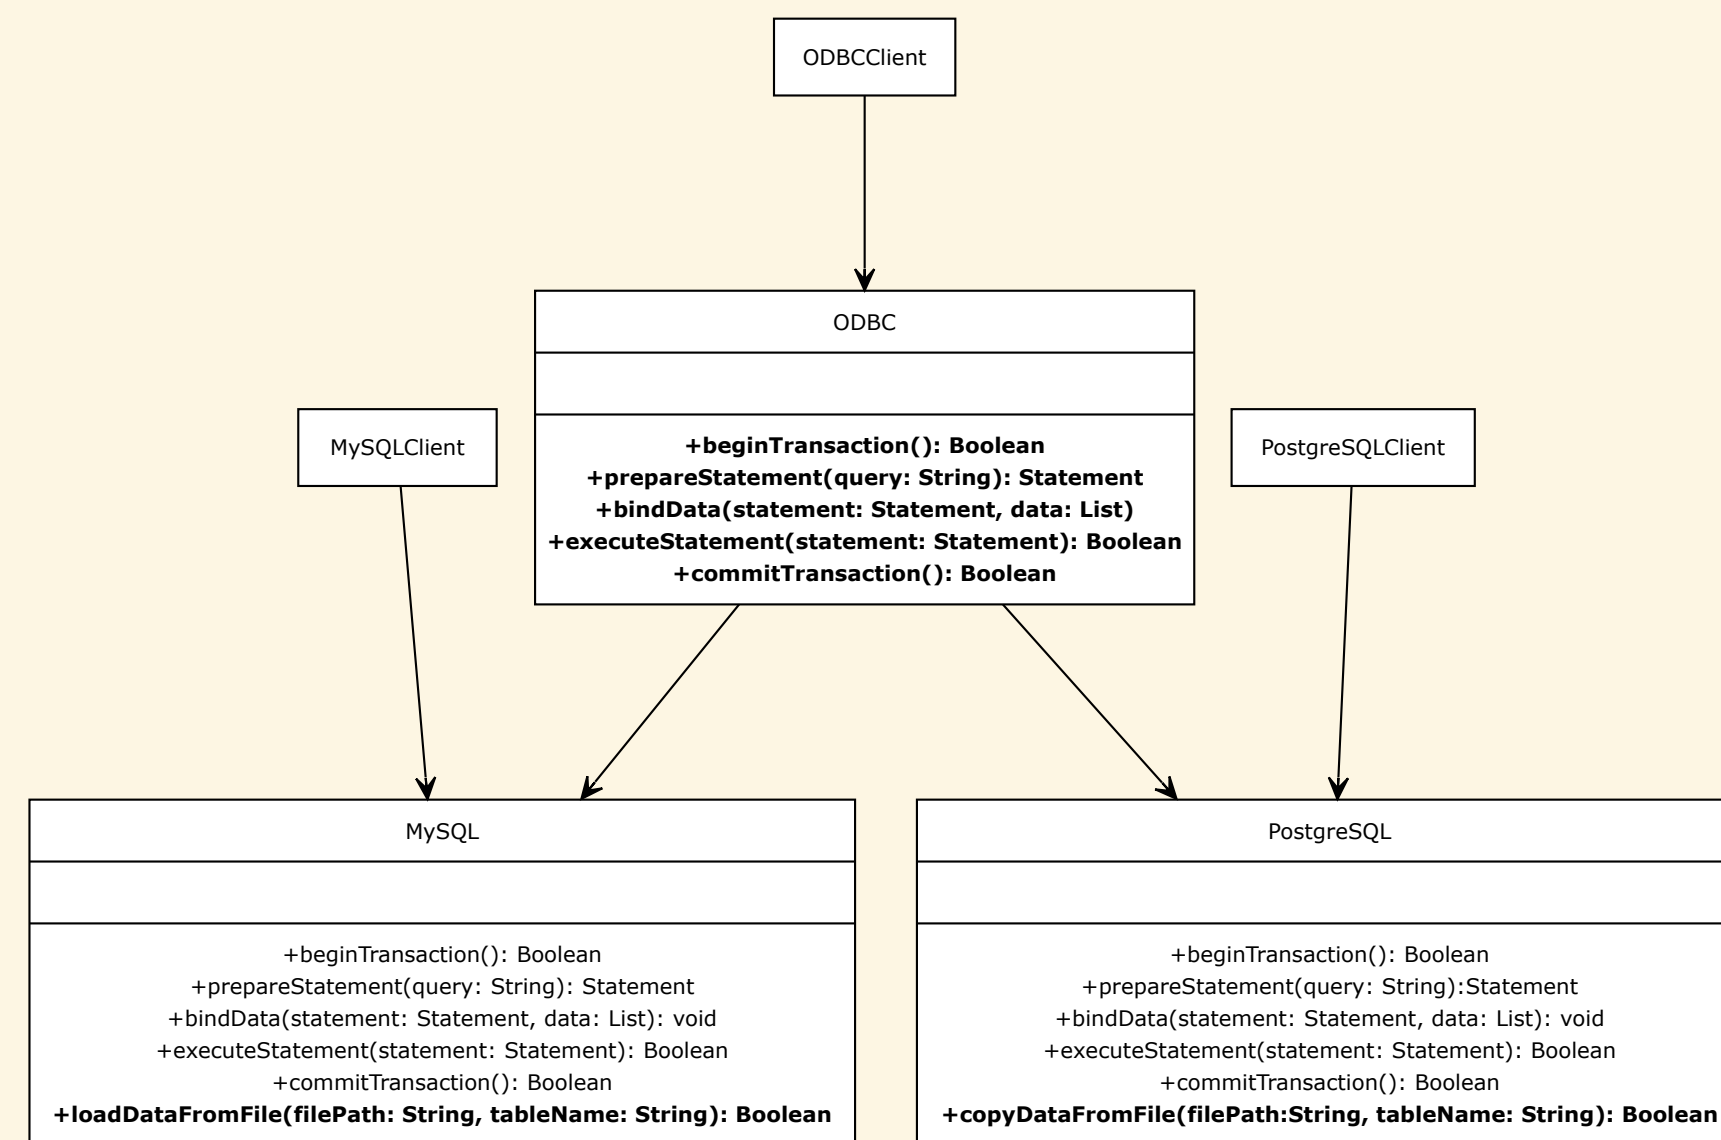 ODBCClient
ODBC
+beginTransaction(): Boolean
+prepareStatement(query: String): Statement
+bindData(statement: Statement, data: List)
+executeStatement(statement: Statement): Boolean
+commitTransaction(): Boolean
MySQLClient
PostgreSQLClient
MySQL
+beginTransaction(): Boolean
+prepareStatement(query: String): Statement
+bindData(statement: Statement, data: List): void
+executeStatement(statement: Statement): Boolean
+commitTransaction(): Boolean
+loadDataFromFile(filePath: String, tableName: String): Boolean
PostgreSQL
+beginTransaction(): Boolean
+prepareStatement(query: String):Statement
+bindData(statement: Statement, data: List): void
+executeStatement(statement: Statement): Boolean
+commitTransaction(): Boolean
+copyDataFromFile(filePath:String, tableName: String): Boolean